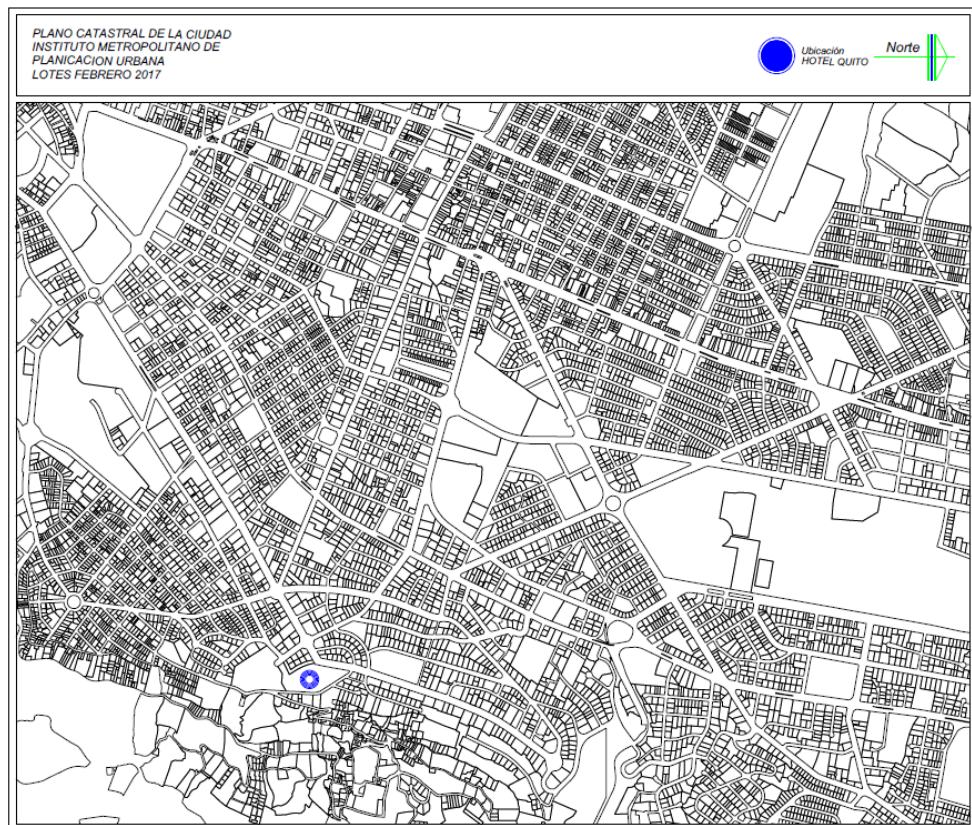 PLANO CATASTRAL DE LA CIUDAD
INSTITUTO METROPOLITANO DE
PLANICACION URBANA
LOTES FEBRERO 2017
Ubicación
HOTEL QUITO
Norte